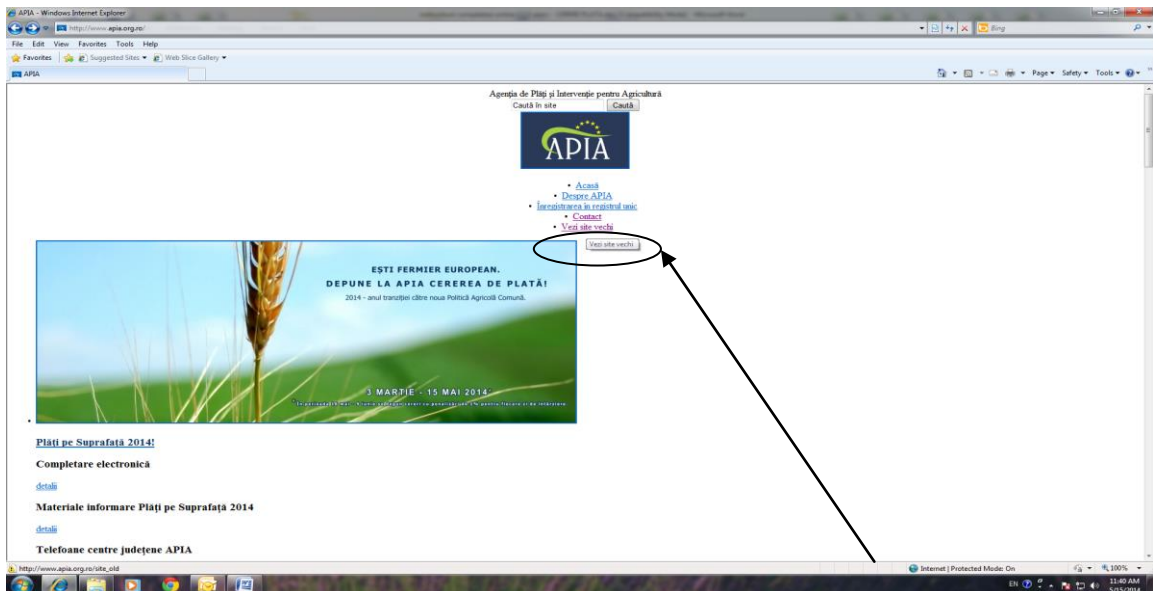 APIA - Windows Internet Explorer
http://www.apia.org.ro/
Bing
File Edit View Favorites Tools Help
Favorites Suggested Sites Web Slice Gallery
APIA
Page Safety Tools
Agenția de Plăți și Intervenție pentru Agricultură
Caută în site Caută
APIA
• Acasă
• Despre APIA
• Înregistrarea în registrul unic
• Contact
• Vezi site vechi
Vezi site vechi
EȘTI FERMIER EUROPEAN.
DEPUNE LA APIA CEREREA DE PLATĂ!
2014 - anul tranziției către noua Politică Agricolă Comună.
3 MARTIE - 15 MAI 2014*
Plăți pe Suprafață 2014!
Completare electronică
detalii
Materiale informare Plăți pe Suprafață 2014
detalii
Telefoane centre județene APIA
http://www.apia.org.ro/site_old
Internet | Protected Mode: On
100%
EN
11:40 AM
5/15/2014